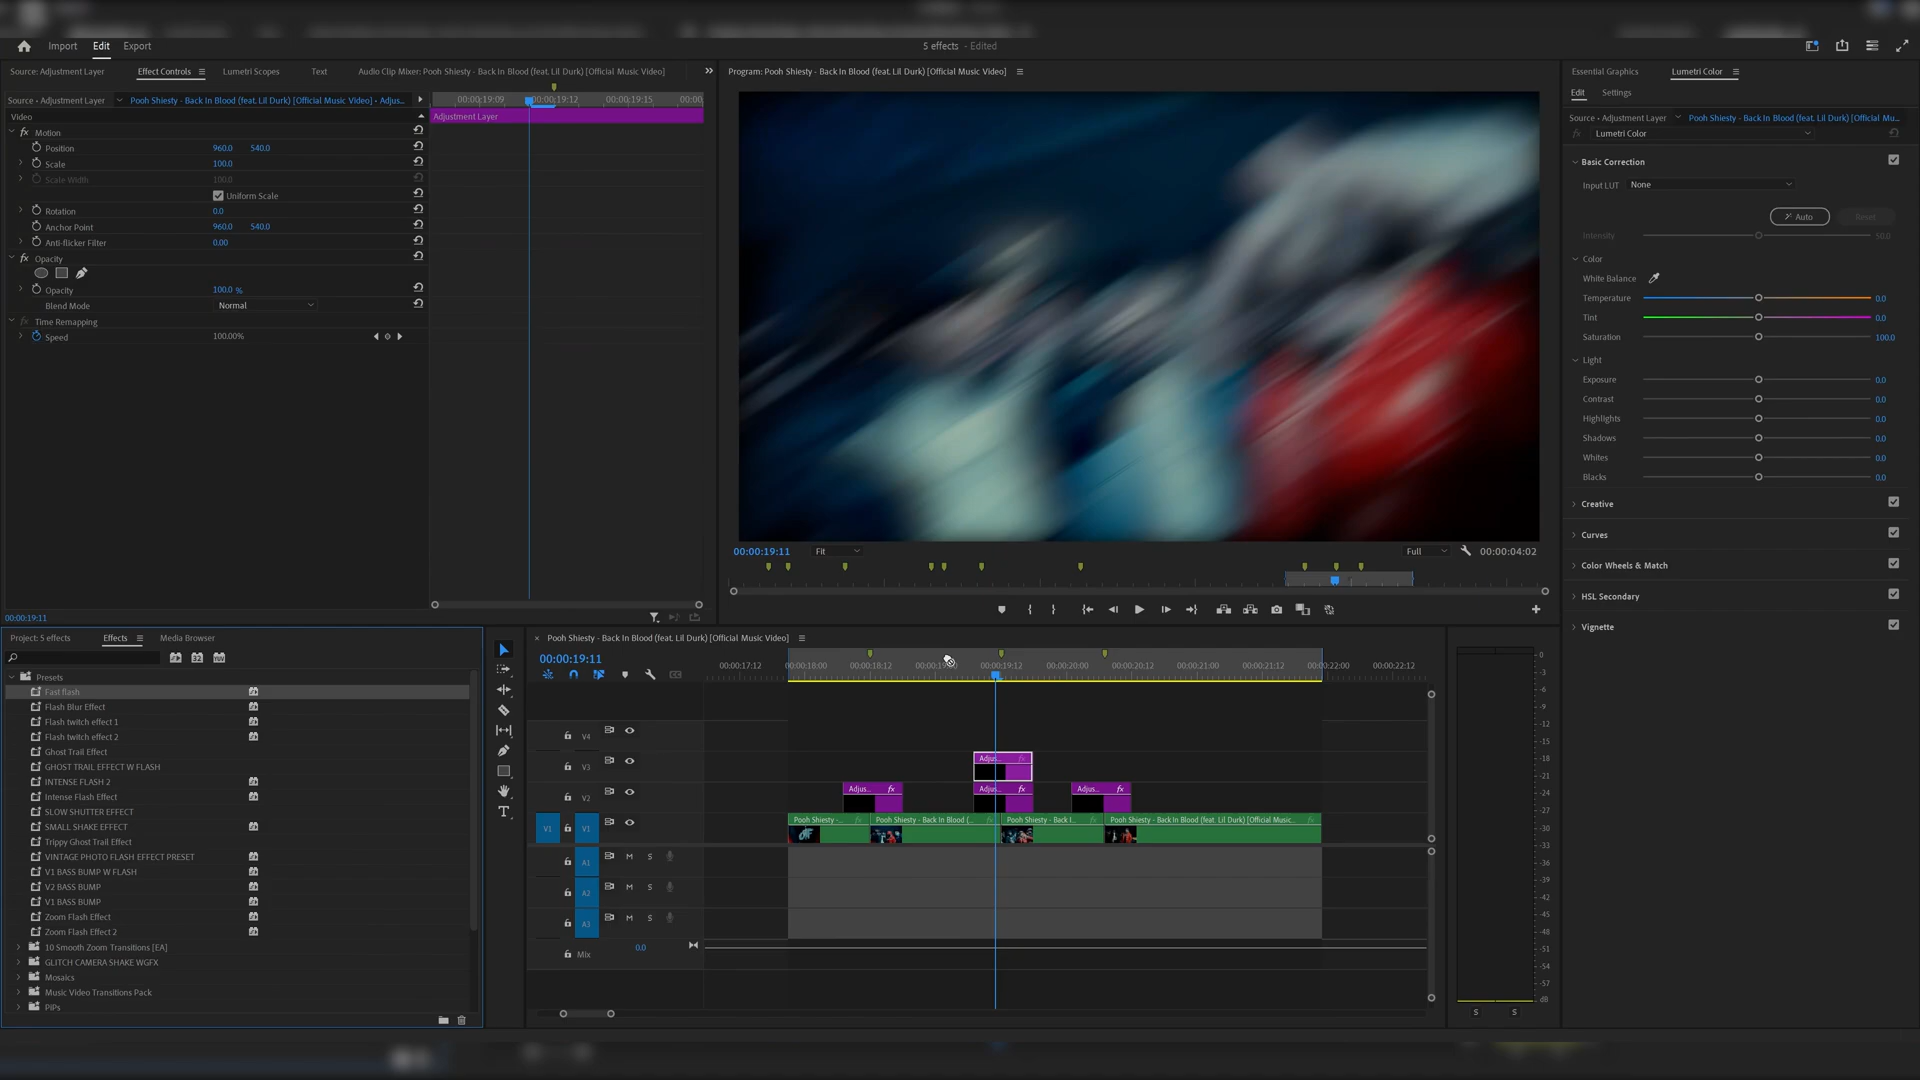 Import Edit Export
5 effects - Edited
Source: Adjustment Layer Effect Controls Lumetri Scopes Text Audio Clip Mixer: Pooh Shiesty - Back In Blood (feat. Lil Durk) [Official Music Video]
Source • Adjustment Layer Pooh Shiesty - Back In Blood (feat. Lil Durk) [Official Music Video] • Adjus...
00:00:19:09 00:00:19:12 00:00:19:15 00:00
Video
Adjustment Layer
fx Motion
Position 960.0 540.0
Scale 100.0
Scale Width 100.0
Uniform Scale
Rotation 0.0
Anchor Point 960.0 540.0
Anti-flicker Filter 0.00
fx Opacity
Opacity 100.0 %
Blend Mode Normal
fx Time Remapping
Speed 100.00%
00:00:19:11
Program: Pooh Shiesty - Back In Blood (feat. Lil Durk) [Official Music Video]
00:00:19:11 Fit Full 00:00:04:02
Essential Graphics Lumetri Color
Edit Settings
Source • Adjustment Layer Pooh Shiesty - Back In Blood (feat. Lil Durk) [Official Mu...
fx Lumetri Color
Basic Correction
Input LUT None
Auto Reset
Intensity 50.0
Color
White Balance
Temperature 0.0
Tint 0.0
Saturation 100.0
Light
Exposure 0.0
Contrast 0.0
Highlights 0.0
Shadows 0.0
Whites 0.0
Blacks 0.0
Creative
Curves
Color Wheels & Match
HSL Secondary
Vignette
Project: 5 effects Effects Media Browser
Presets
Fast flash
Flash Blur Effect
Flash twitch effect 1
Flash twitch effect 2
Ghost Trail Effect
GHOST TRAIL EFFECT W FLASH
INTENSE FLASH 2
Intense Flash Effect
SLOW SHUTTER EFFECT
SMALL SHAKE EFFECT
Trippy Ghost Trail Effect
VINTAGE PHOTO FLASH EFFECT PRESET
V1 BASS BUMP W FLASH
V2 BASS BUMP
V1 BASS BUMP
Zoom Flash Effect
Zoom Flash Effect 2
10 Smooth Zoom Transitions [EA]
GLITCH CAMERA SHAKE WGFX
Mosaics
Music Video Transitions Pack
PiPs
Pooh Shiesty - Back In Blood (feat. Lil Durk) [Official Music Video]
00:00:19:11
00:00:17:12 00:00:18:00 00:00:18:12 00:00:19:12 00:00:20:00 00:00:20:12 00:00:21:00 00:00:21:12 00:00:22:00 00:00:22:12
V4
V3 Adjus... fx
V2 Adjus... fx Adjus... fx Adjus... fx
V1 V1 Pooh Shiesty -... fx Pooh Shiesty - Back In Blood (... fx Pooh Shiesty - Back I... fx Pooh Shiesty - Back In Blood (feat. Lil Durk) [Official Music... fx
A1 M S
A2 M S
A3 M S
Mix 0.0
0
-3
-6
-9
-12
-15
-18
-21
-24
-27
-30
-33
-36
-39
-42
-45
-48
-51
-54
-57
dB
S S